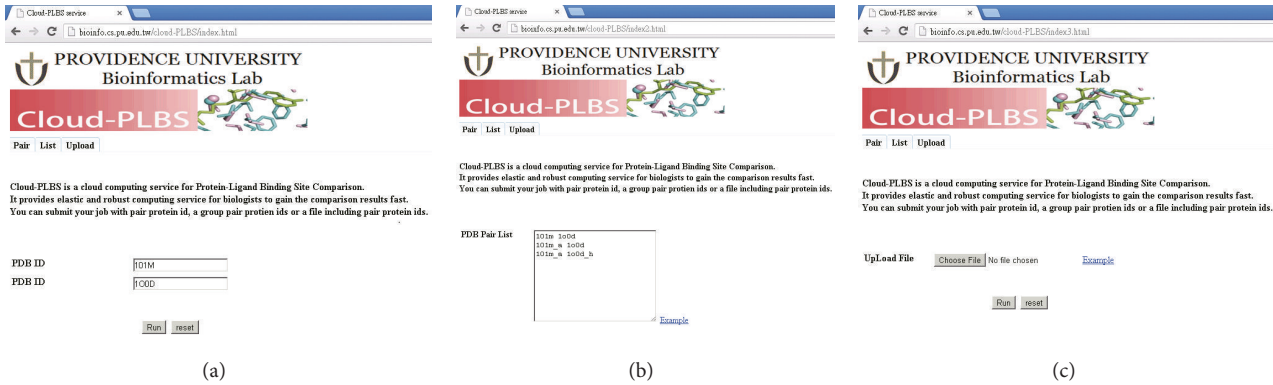 Cloud-PLBS service
bioinfo.cs.pu.edu.tw/cloud-PLBS/index.html
PROVIDENCE UNIVERSITY
Bioinformatics Lab
Cloud-PLBS
Pair List Upload
Cloud-PLBS is a cloud computing service for Protein-Ligand Binding Site Comparison.
It provides elastic and robust computing service for biologists to gain the comparison results fast.
You can submit your job with pair protein id, a group protien ids or a file including pair protein ids.
PDB ID 101M
PDB ID 1O0D
Run reset
(a)
Cloud-PLBS service
bioinfo.cs.pu.edu.tw/cloud-PLBS/index2.html
PROVIDENCE UNIVERSITY
Bioinformatics Lab
Cloud-PLBS
Pair List Upload
Cloud-PLBS is a cloud computing service for Protein-Ligand Binding Site Comparison.
It provides elastic and robust computing service for biologists to gain the comparison results fast.
You can submit your job with pair protein id, a group pair protien ids or a file including pair protein ids.
PDB Pair List
101m 1o0d
101m_a 1o0d
101m_a 1o0d_h
Example
(b)
Cloud-PLBS service
bioinfo.cs.pu.edu.tw/cloud-PLBS/index3.html
PROVIDENCE UNIVERSITY
Bioinformatics Lab
Cloud-PLBS
Pair List Upload
Cloud-PLBS is a cloud computing service for Protein-Ligand Binding Site Comparison.
It provides elastic and robust computing service for biologists to gain the comparison results fast.
You can submit your job with pair protein id, a group pair protien ids or a file including pair protein ids.
UpLoad File Choose File No file chosen Example
Run reset
(c)